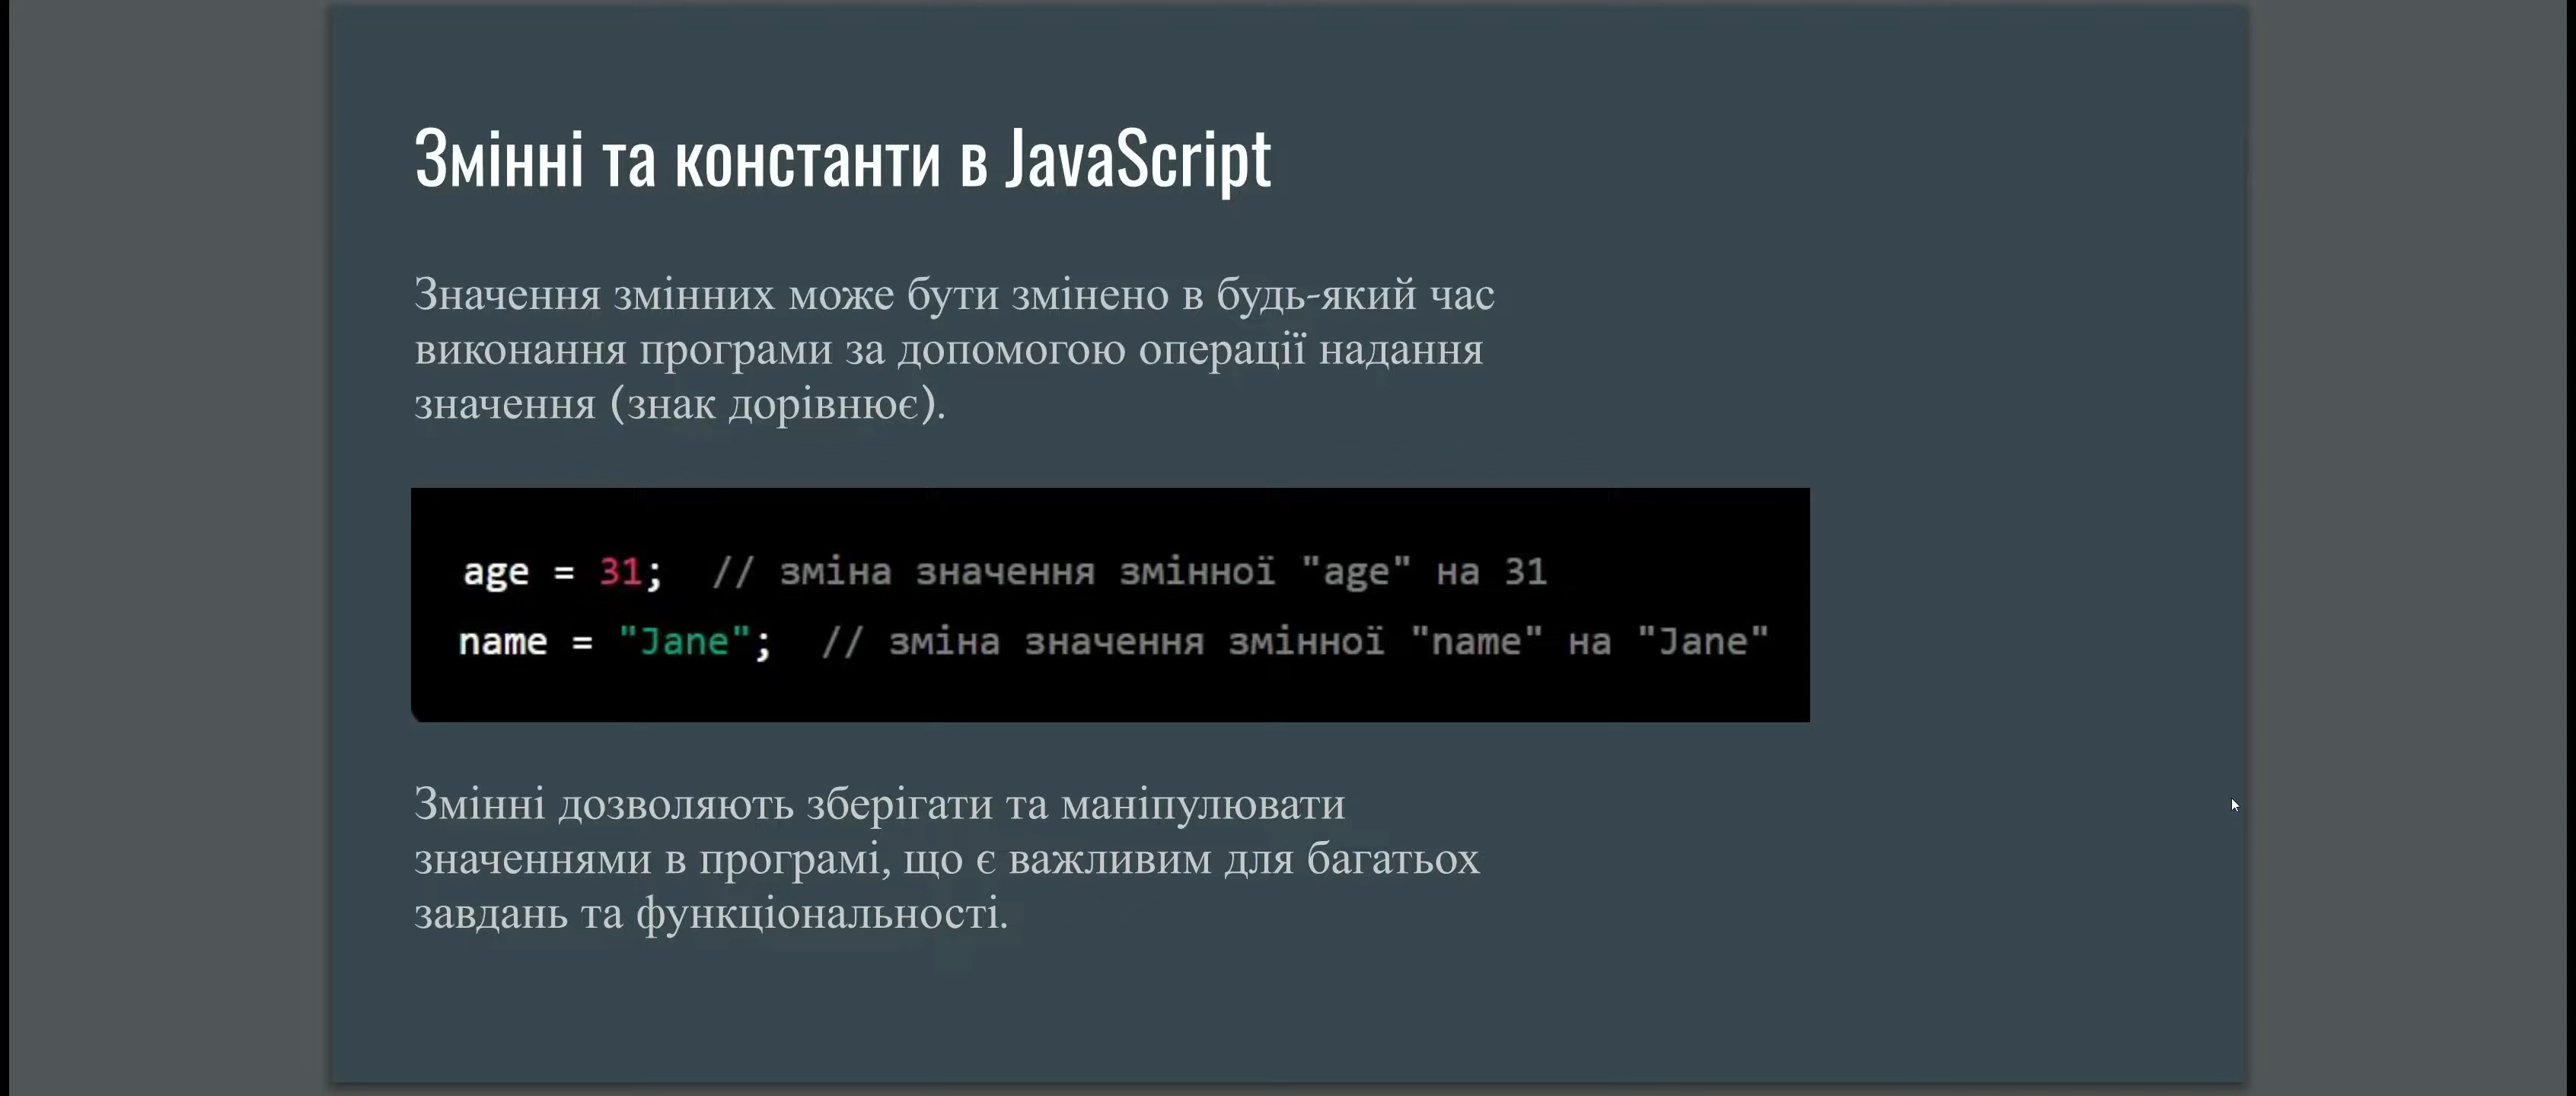 Змінні та константи в JavaScript
Значення змінних може бути змінено в будь-який час
виконання програми за допомогою операції надання
значення (знак дорівнює).
age = 31;  // зміна значення змінної "age" на 31
name = "Jane";  // зміна значення змінної "name" на "Jane"
Змінні дозволяють зберігати та маніпулювати
значеннями в програмі, що є важливим для багатьох
завдань та функціональності.